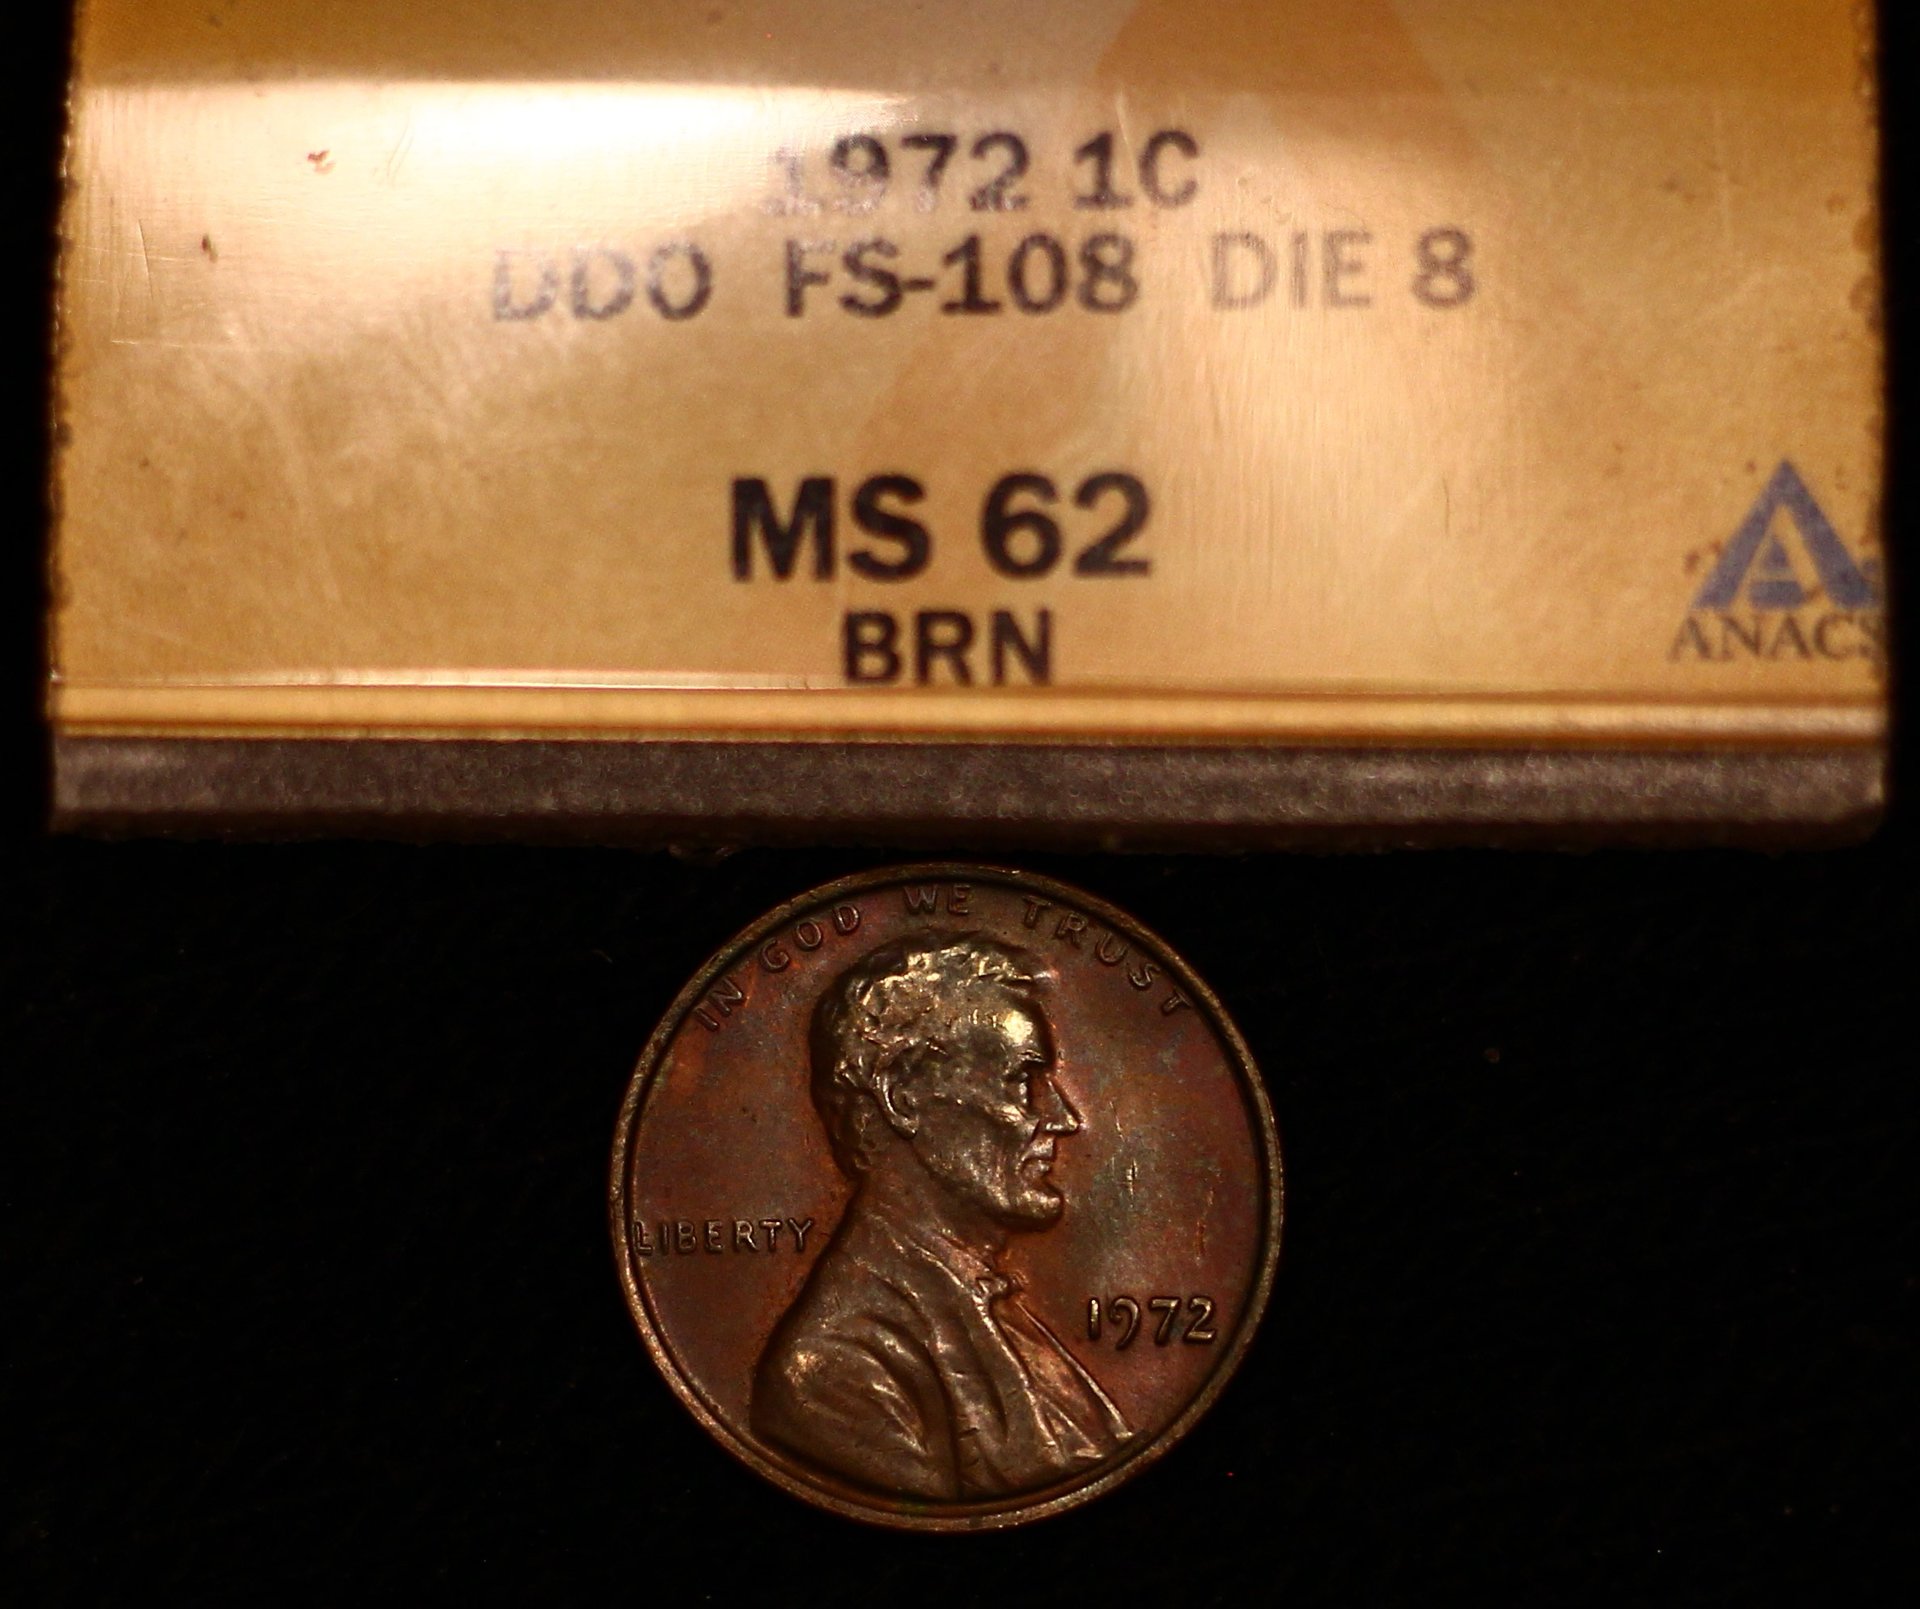 1972 1C
DDO FS-108 DIE 8
MS 62
BRN
ANACS
IN GOD WE TRUST
LIBERTY
1972